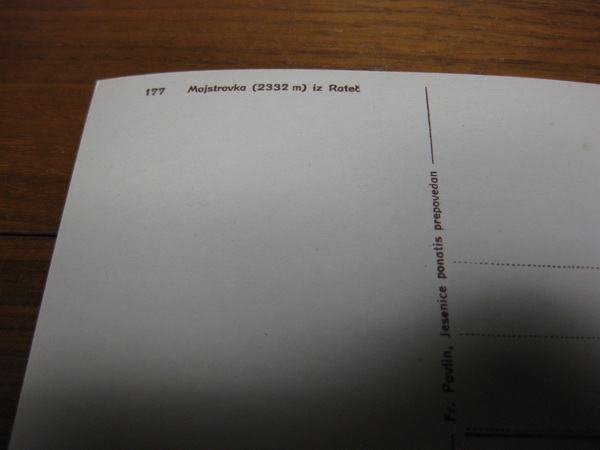 177 Mojstrovka (2332 m) iz Rateč
Fr. Pavlin, Jesenice ponatis prepovedan